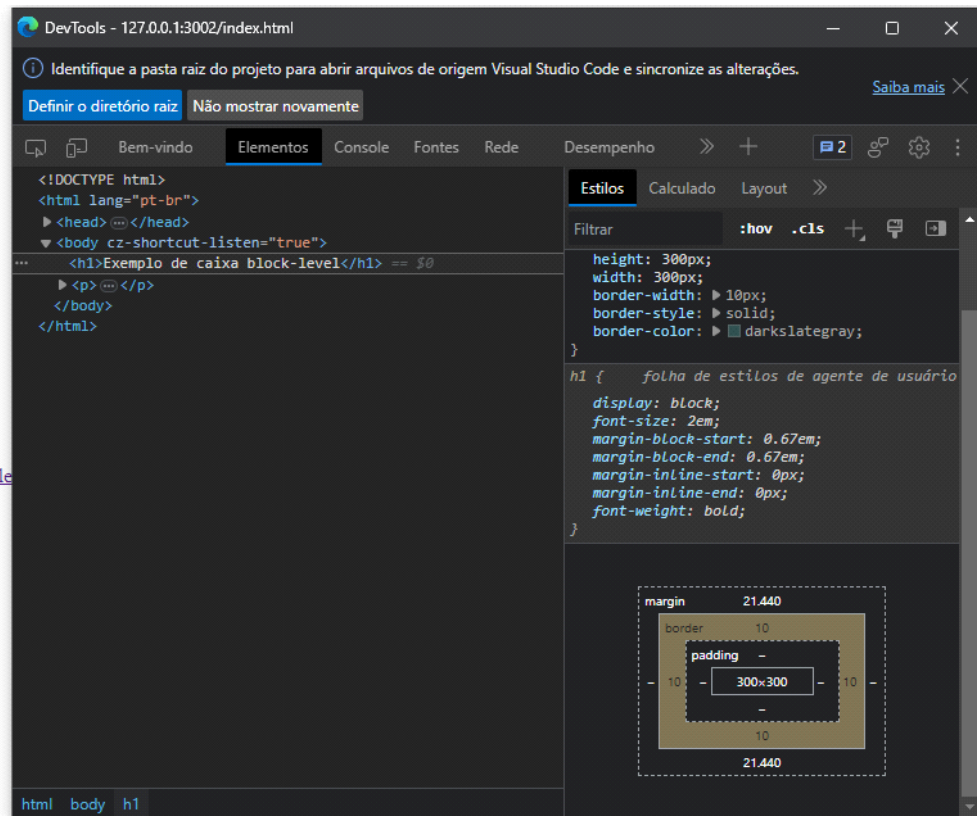 DevTools - 127.0.0.1:3002/index.html
Identifique a pasta raiz do projeto para abrir arquivos de origem Visual Studio Code e sincronize as alterações.
Saiba mais
Definir o diretório raiz Não mostrar novamente
Bem-vindo Elementos Console Fontes Rede Desempenho 2
<!DOCTYPE html>
<html lang="pt-br">
<head>…</head>
<body cz-shortcut-listen="true">
<h1>Exemplo de caixa block-level</h1> == $0
<p>…</p>
</body>
</html>
html body h1
Estilos Calculado Layout
Filtrar :hov .cls
height: 300px;
width: 300px;
border-width: 10px;
border-style: solid;
border-color: darkslategray;
}
h1 { folha de estilos de agente de usuário
display: block;
font-size: 2em;
margin-block-start: 0.67em;
margin-block-end: 0.67em;
margin-inline-start: 0px;
margin-inline-end: 0px;
font-weight: bold;
}
margin 21.440
border 10
padding –
– 10 – 300×300 – 10 –
–
10
21.440